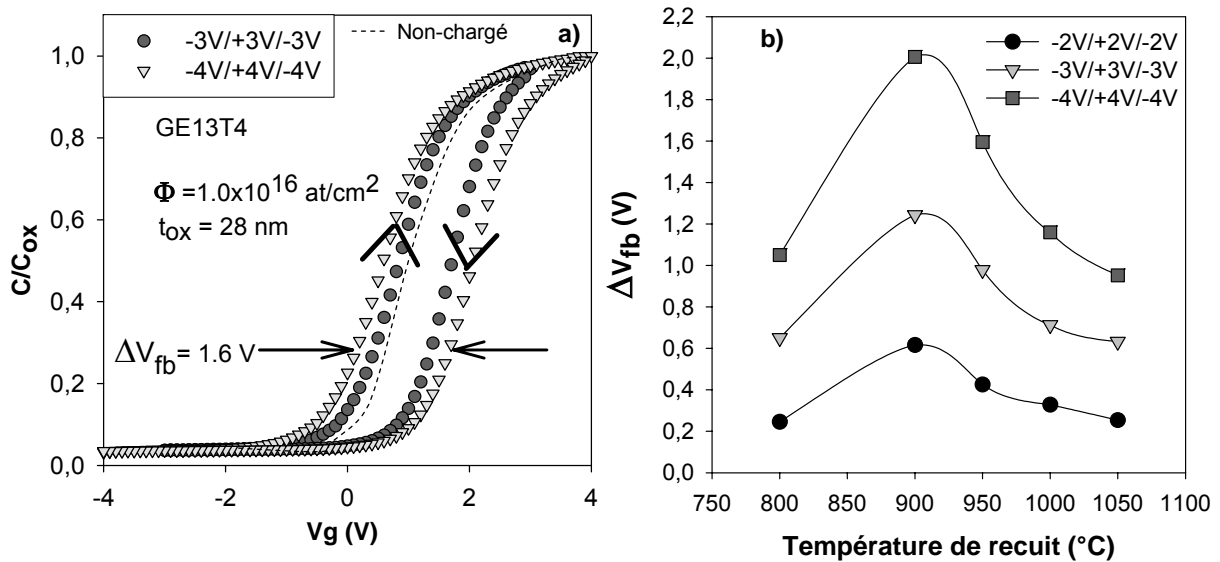 -3V/+3V/-3V
-4V/+4V/-4V
Non-chargé
a)
GE13T4
Φ =1.0x10^16 at/cm^2
t_ox = 28 nm
ΔV_fb= 1.6 V
C/C_ox
1,0
0,8
0,6
0,4
0,2
0,0
-4
-2
0
2
4
Vg (V)
b)
-2V/+2V/-2V
-3V/+3V/-3V
-4V/+4V/-4V
ΔV_fb (V)
2,2
2,0
1,8
1,6
1,4
1,2
1,0
0,8
0,6
0,4
0,2
0,0
750
800
850
900
950
1000
1050
1100
Température de recuit (°C)